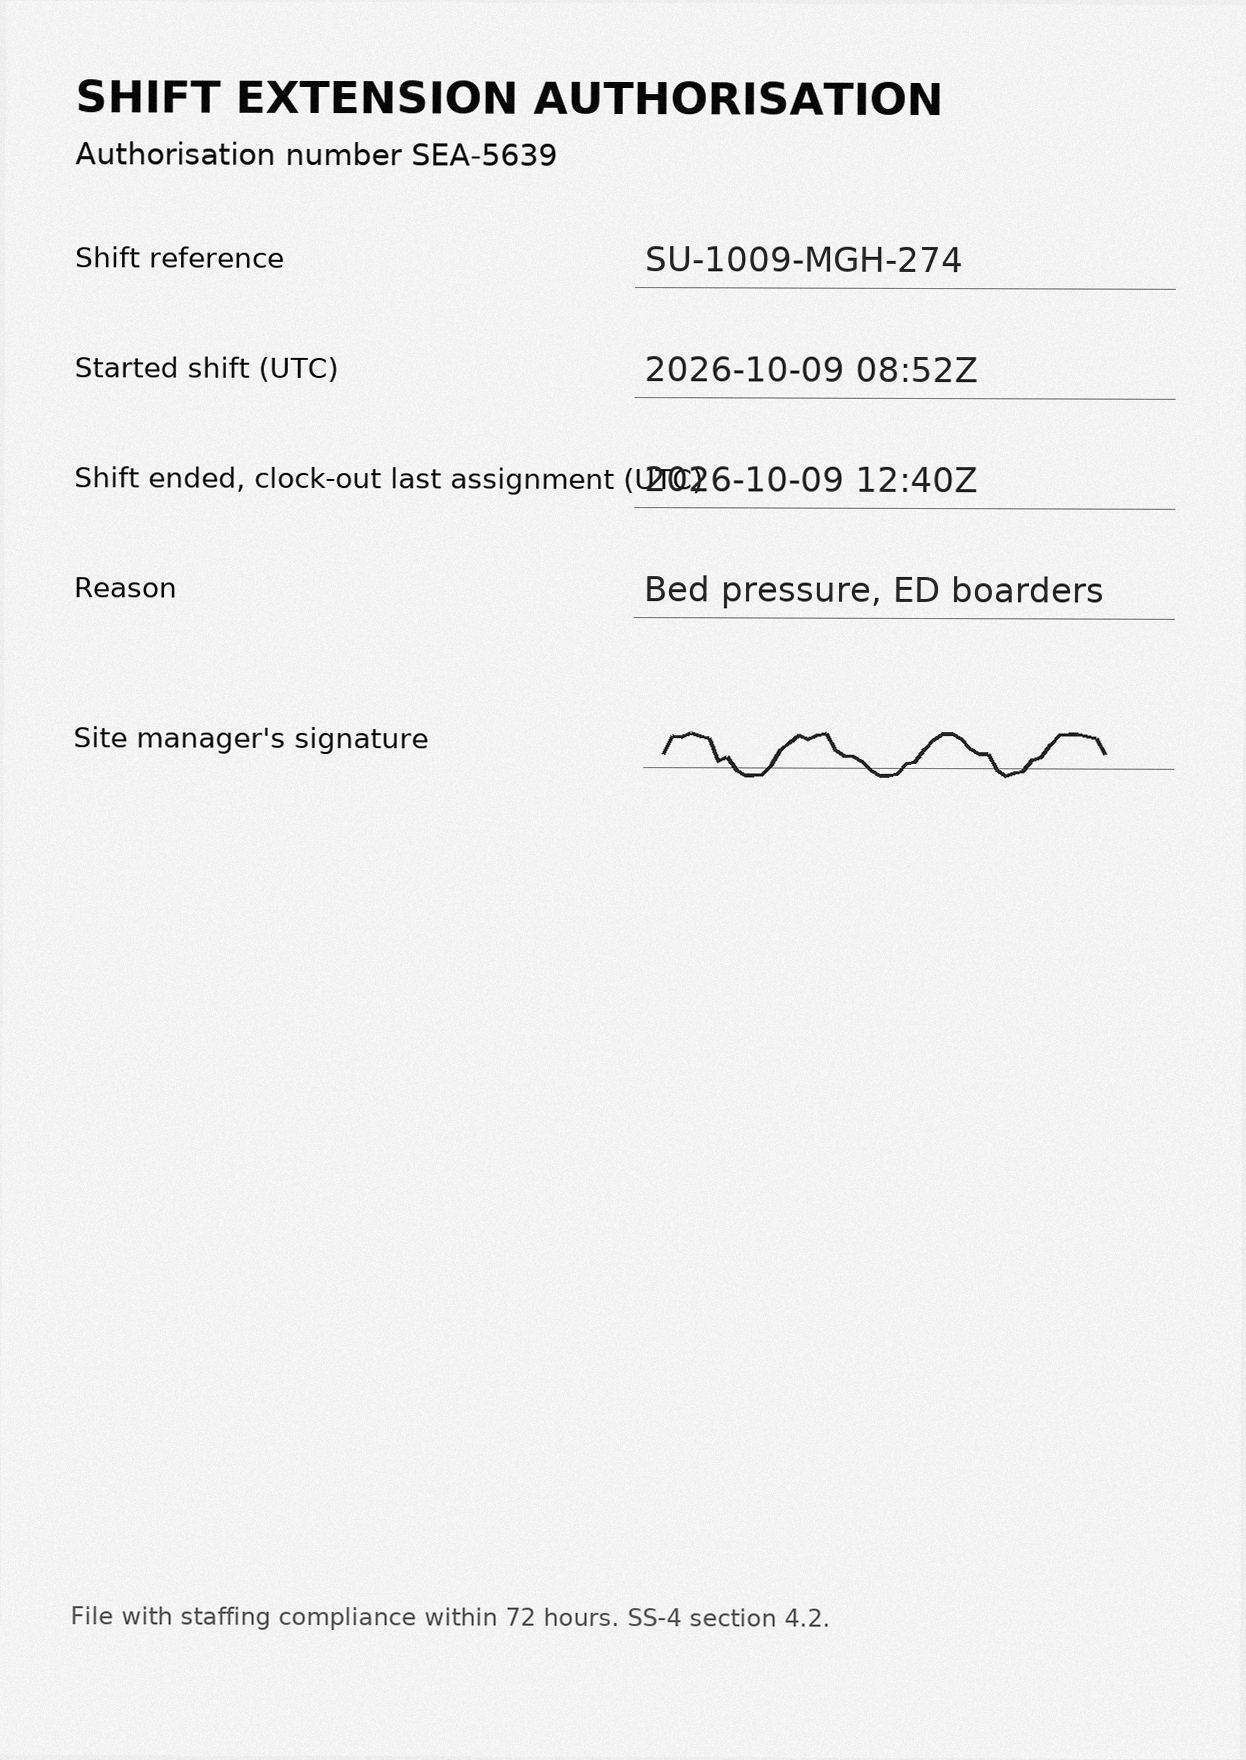 SHIFT EXTENSION AUTHORISATION
Authorisation number SEA-5639
Shift reference SU-1009-MGH-274
Started shift (UTC) 2026-10-09 08:52Z
Shift ended, clock-out last assignment (UTC) 2026-10-09 12:40Z
Reason Bed pressure, ED boarders
Site manager's signature
File with staffing compliance within 72 hours. SS-4 section 4.2.